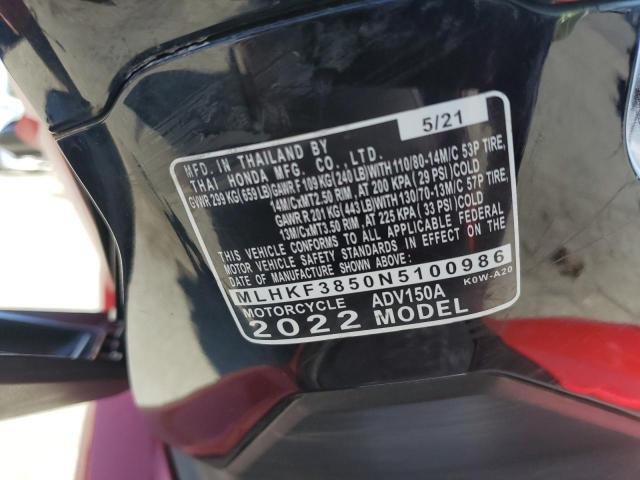 5/21
MFD. IN THAILAND BY
THAI HONDA MFG. CO., LTD.
GVWR 299 KG(659 LB)GAWR F 109 KG(240 LB)WITH 110/80-14M/C 53P TIRE,
14M/CxMT2.50 RIM, AT 200 KPA (29 PSI)COLD
GAWR R 201 KG(443 LB)WITH 130/70-13M/C 57P TIRE,
13M/CxMT3.50 RIM, AT 225 KPA (33 PSI)COLD
THIS VEHICLE CONFORMS TO ALL APPLICABLE FEDERAL
MOTOR VEHICLE SAFETY STANDARDS IN EFFECT ON
THE DATE OF MANUFACTURE SHOWN ABOVE.
MLHKF3850N5100986
K0W-A20
MOTORCYCLE ADV150A
2022 MODEL